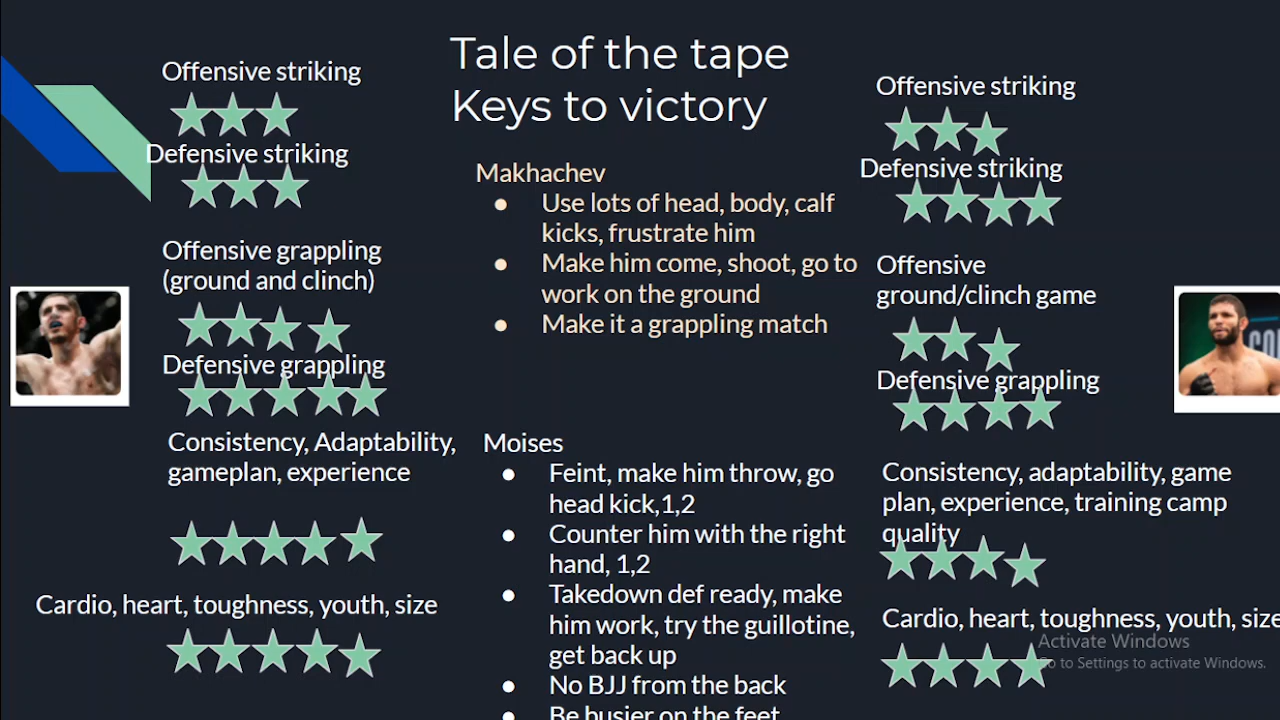 Tale of the tape
Keys to victory
Offensive striking
Defensive striking
Offensive grappling
(ground and clinch)
Defensive grappling
Consistency, Adaptability,
gameplan, experience
Cardio, heart, toughness, youth, size
Makhachev
● Use lots of head, body, calf
kicks, frustrate him
● Make him come, shoot, go to
work on the ground
● Make it a grappling match
Moises
● Feint, make him throw, go
head kick,1,2
● Counter him with the right
hand, 1,2
● Takedown def ready, make
him work, try the guillotine,
get back up
● No BJJ from the back
● Be busier on the feet
Offensive striking
Defensive striking
Offensive
ground/clinch game
Defensive grappling
Consistency, adaptability, game
plan, experience, training camp
quality
Cardio, heart, toughness, youth, size
Activate Windows
Go to Settings to activate Windows.